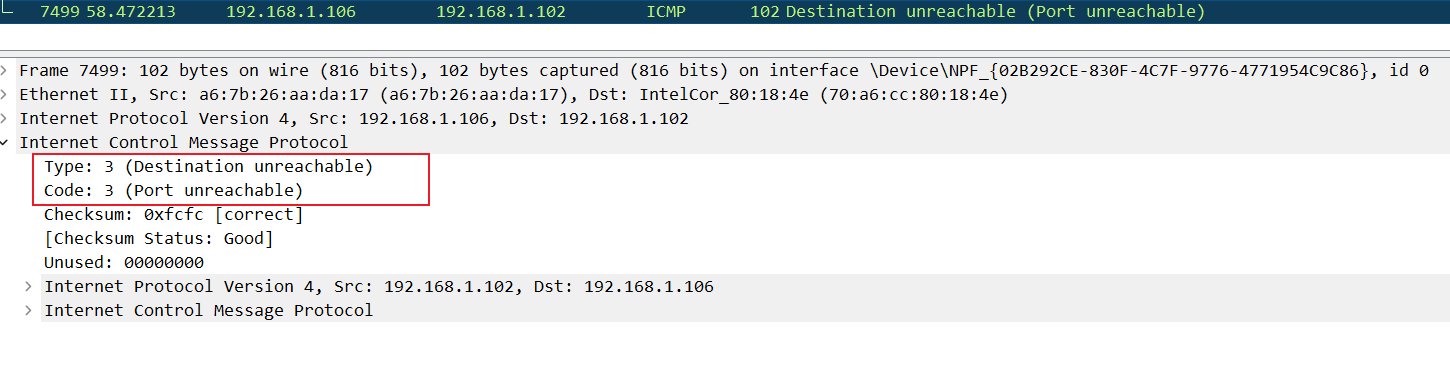 7499 58.472213 192.168.1.106 192.168.1.102 ICMP 102 Destination unreachable (Port unreachable)
Frame 7499: 102 bytes on wire (816 bits), 102 bytes captured (816 bits) on interface \Device\NPF_{02B292CE-830F-4C7F-9776-4771954C9C86}, id 0
Ethernet II, Src: a6:7b:26:aa:da:17 (a6:7b:26:aa:da:17), Dst: IntelCor_80:18:4e (70:a6:cc:80:18:4e)
Internet Protocol Version 4, Src: 192.168.1.106, Dst: 192.168.1.102
Internet Control Message Protocol
Type: 3 (Destination unreachable)
Code: 3 (Port unreachable)
Checksum: 0xfcfc [correct]
[Checksum Status: Good]
Unused: 00000000
Internet Protocol Version 4, Src: 192.168.1.102, Dst: 192.168.1.106
Internet Control Message Protocol